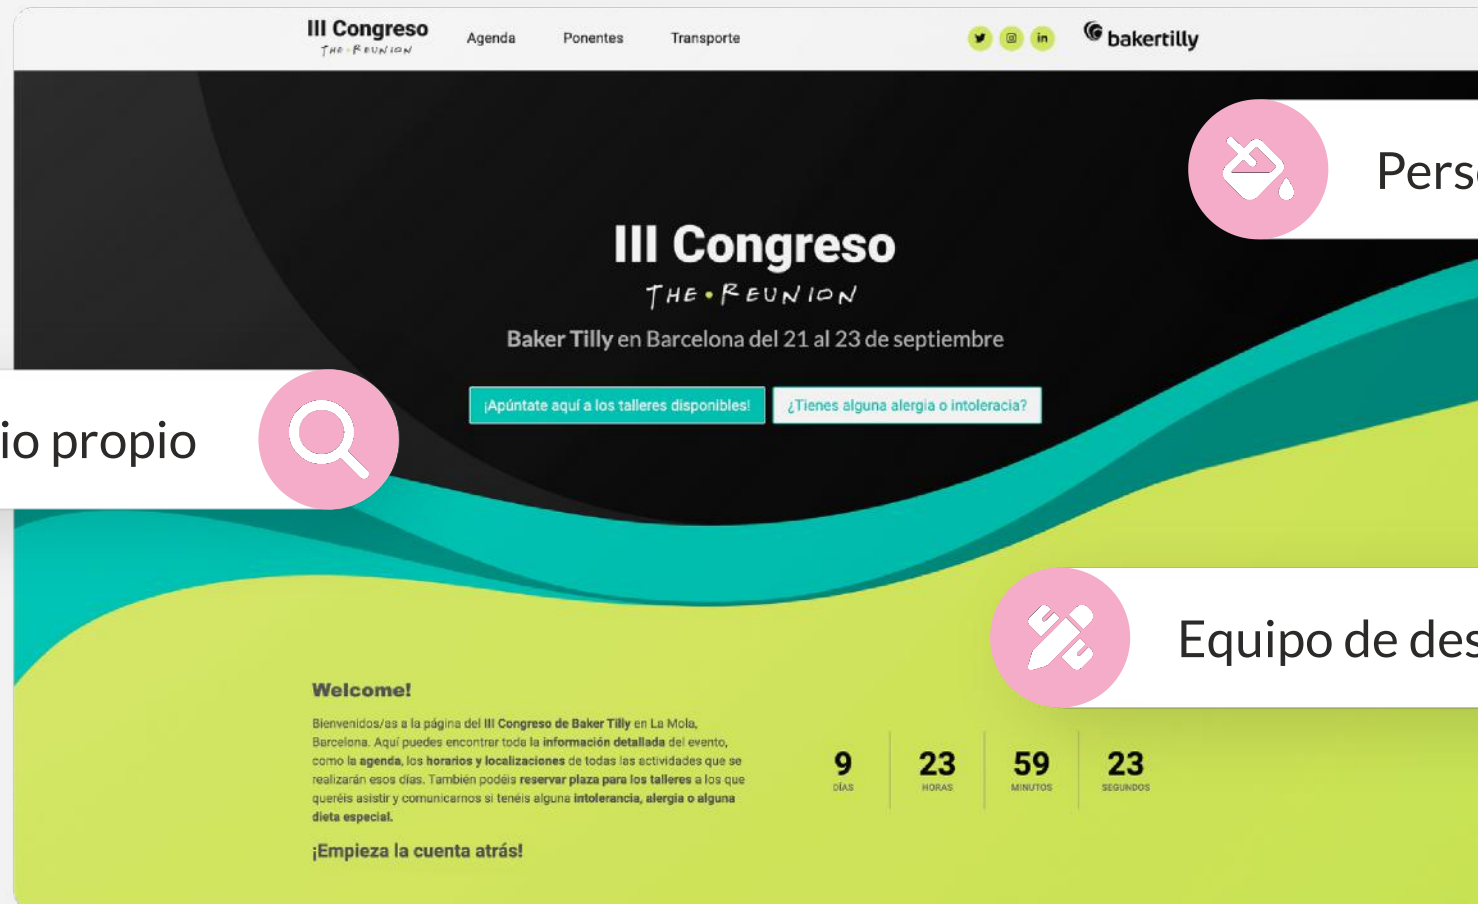 III Congreso
THE•REUNION
Agenda
Ponentes
Transporte
in
bakertilly
III Congreso
THE•REUNION
Baker Tilly en Barcelona del 21 al 23 de septiembre
¡Apúntate aquí a los talleres disponibles!
¿Tienes alguna alergia o intoleracia?
io propio
Equipo de
Welcome!
Bienvenidos/as a la página del III Congreso de Baker Tilly en La Mola,
Barcelona. Aquí puedes encontrar toda la información detallada del evento,
como la agenda, los horarios y localizaciones de todas las actividades que se
realizarán esos días. También podéis reservar plaza para los talleres a los que
queréis asistir y comunicarnos si tenéis alguna intolerancia, alergia o alguna
dieta especial.
¡Empieza la cuenta atrás!
9
DÍAS
23
HORAS
59
MINUTOS
23
SEGUNDOS